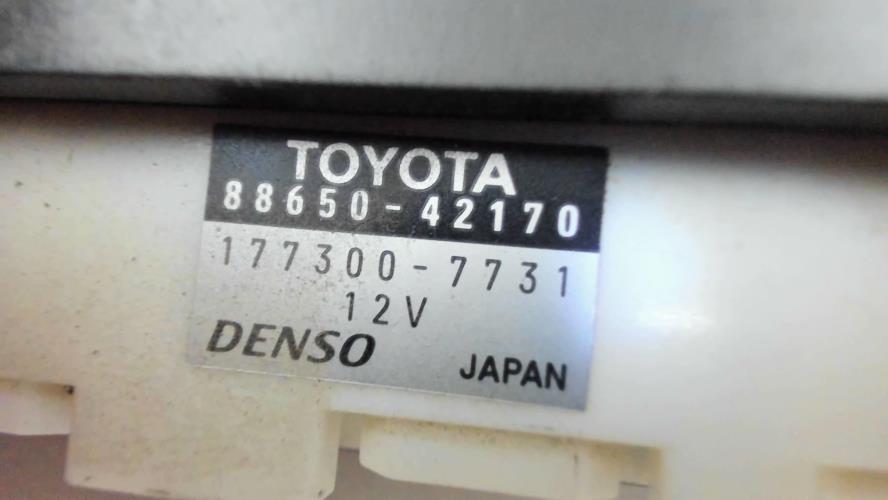 TOYOTA
88650-42170
177300-7731
12V
DENSO JAPAN